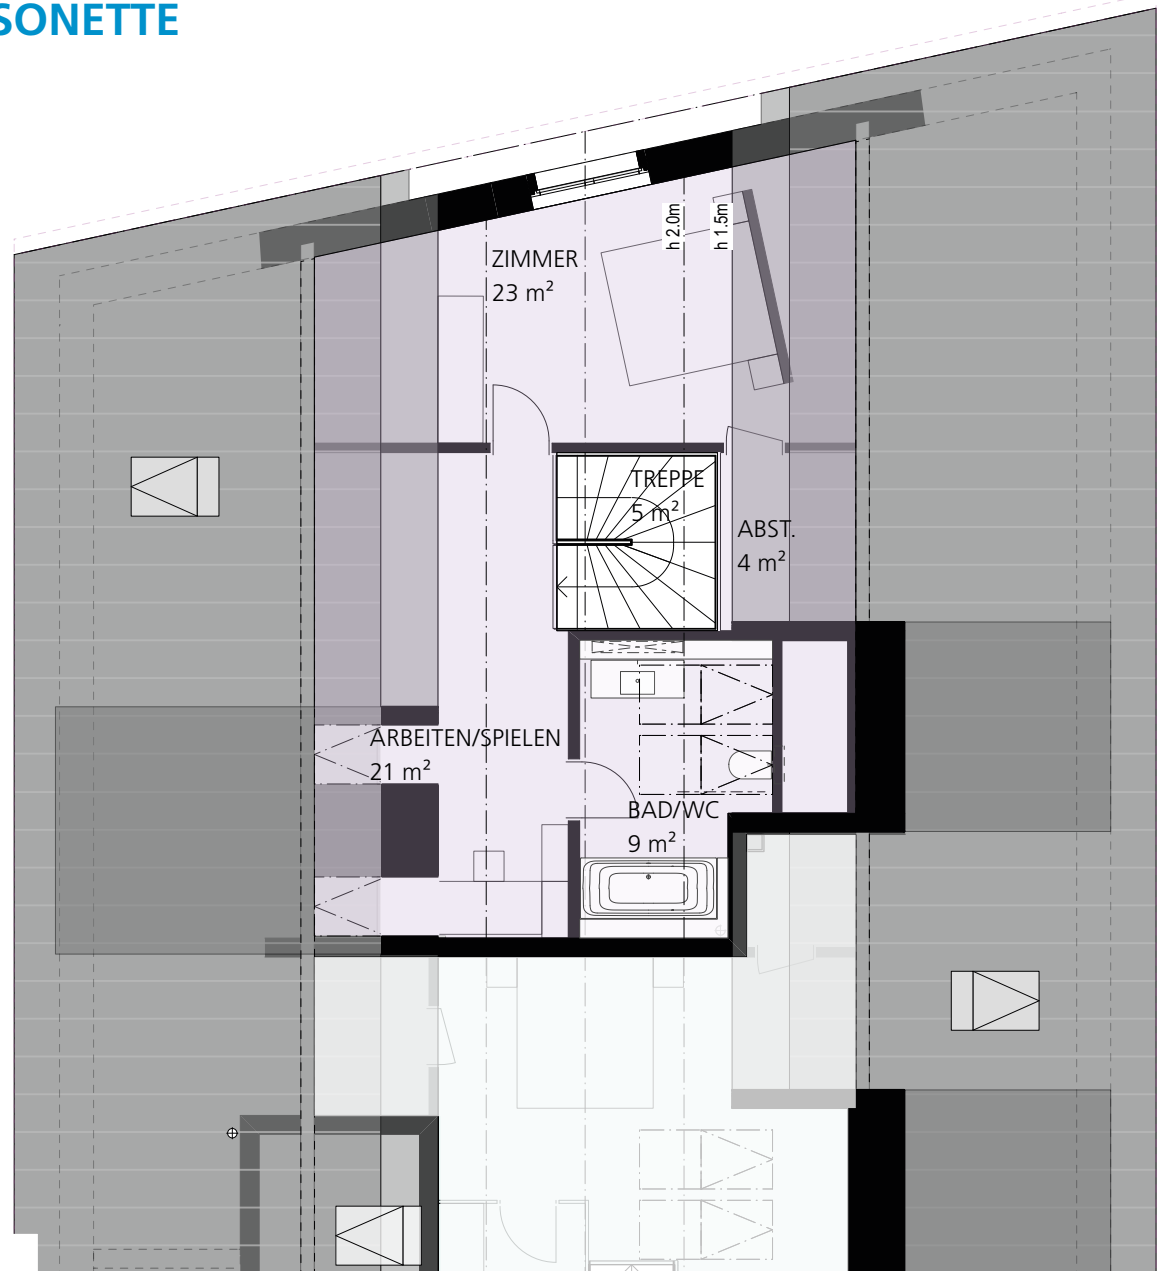 SONETTE
h 2.0m
h 1.5m
ZIMMER
23 m²
TREPPE
5 m²
ABST.
4 m²
ARBEITEN/SPIELEN
21 m²
BAD/WC
9 m²